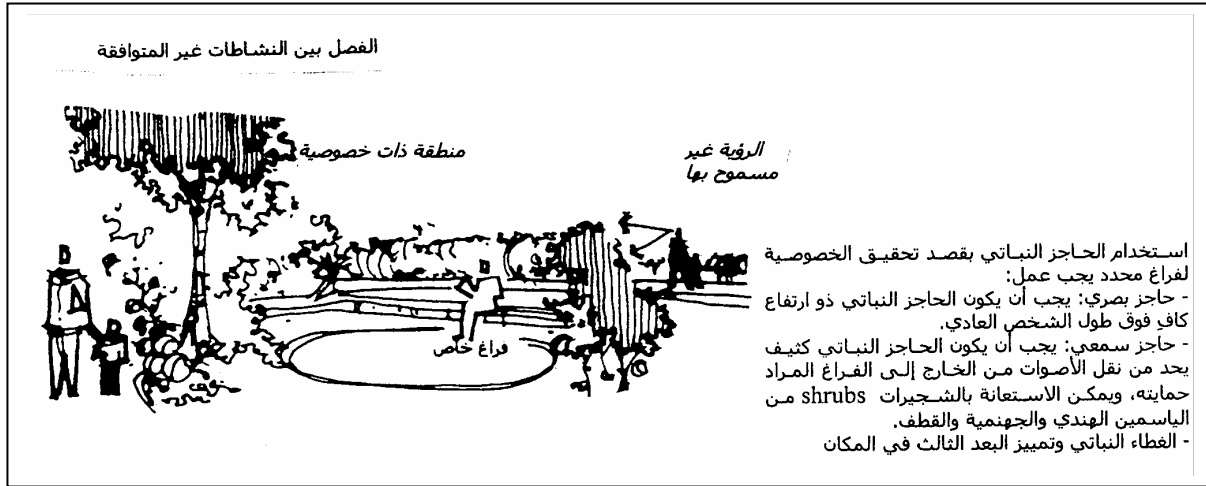 الفصل بين النشاطات غير المتوافقة
منطقة ذات خصوصية
الرؤية غير
مسموح بها
فراغ خاص
استخدام الحاجز النباتي بقصد تحقيق الخصوصية
لفراغ محدد يجب عمل:
- حاجز بصري: يجب أن يكون الحاجز النباتي ذو ارتفاع
كافٍ فوق طول الشخص العادي.
- حاجز سمعي: يجب أن يكون الحاجز النباتي كثيف
يحد من نقل الأصوات من الخارج إلى الفراغ المراد
حمايته، ويمكن الاستعانة بالشجيرات shrubs من
الياسمين الهندي والجهنمية والقطف.
- الغطاء النباتي وتمييز البعد الثالث في المكان